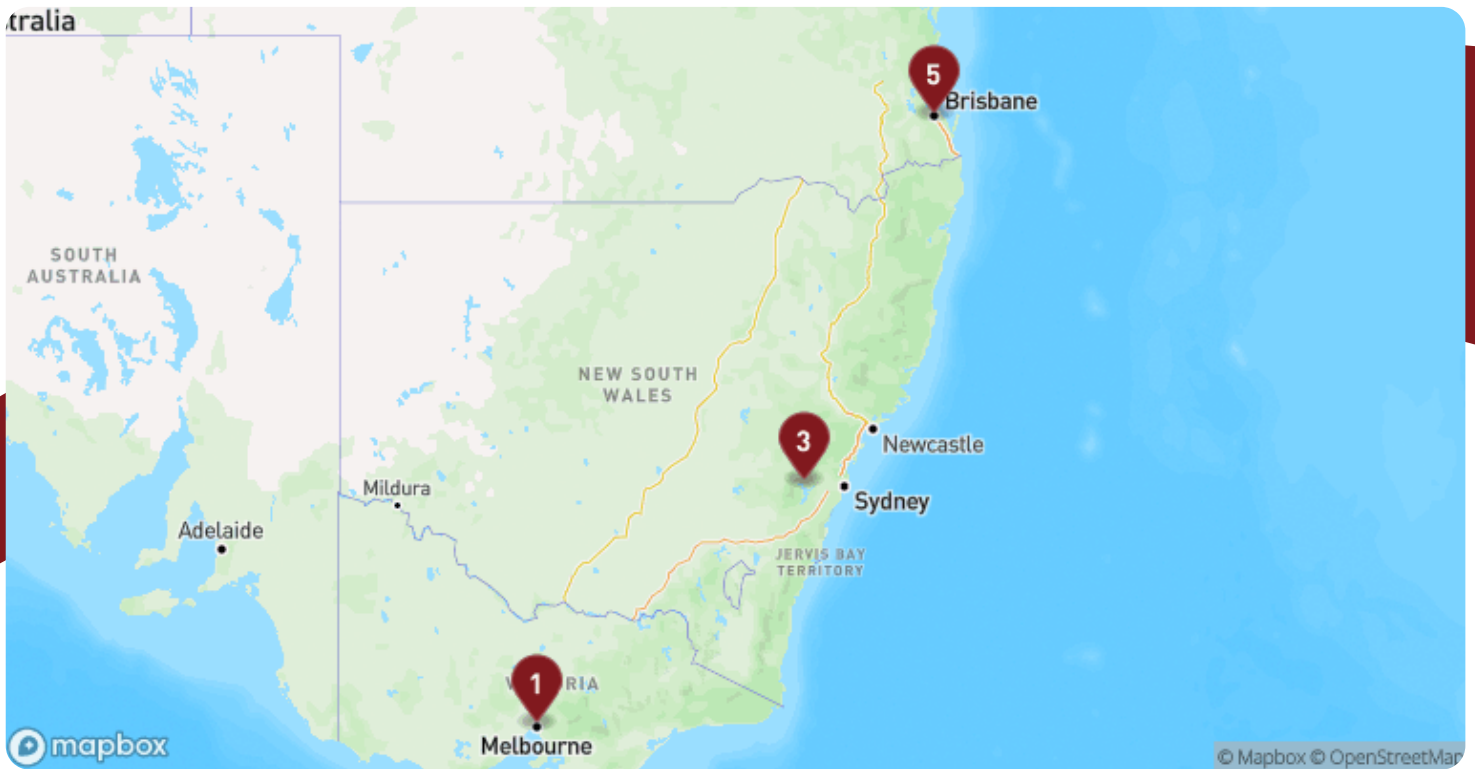 tralia
5
Brisbane
SOUTH
AUSTRALIA
NEW SOUTH
WALES
3
Newcastle
Mildura
Sydney
Adelaide
JERVIS BAY
TERRITORY
1
V RIA
Melbourne
mapbox
© Mapbox © OpenStreetMap